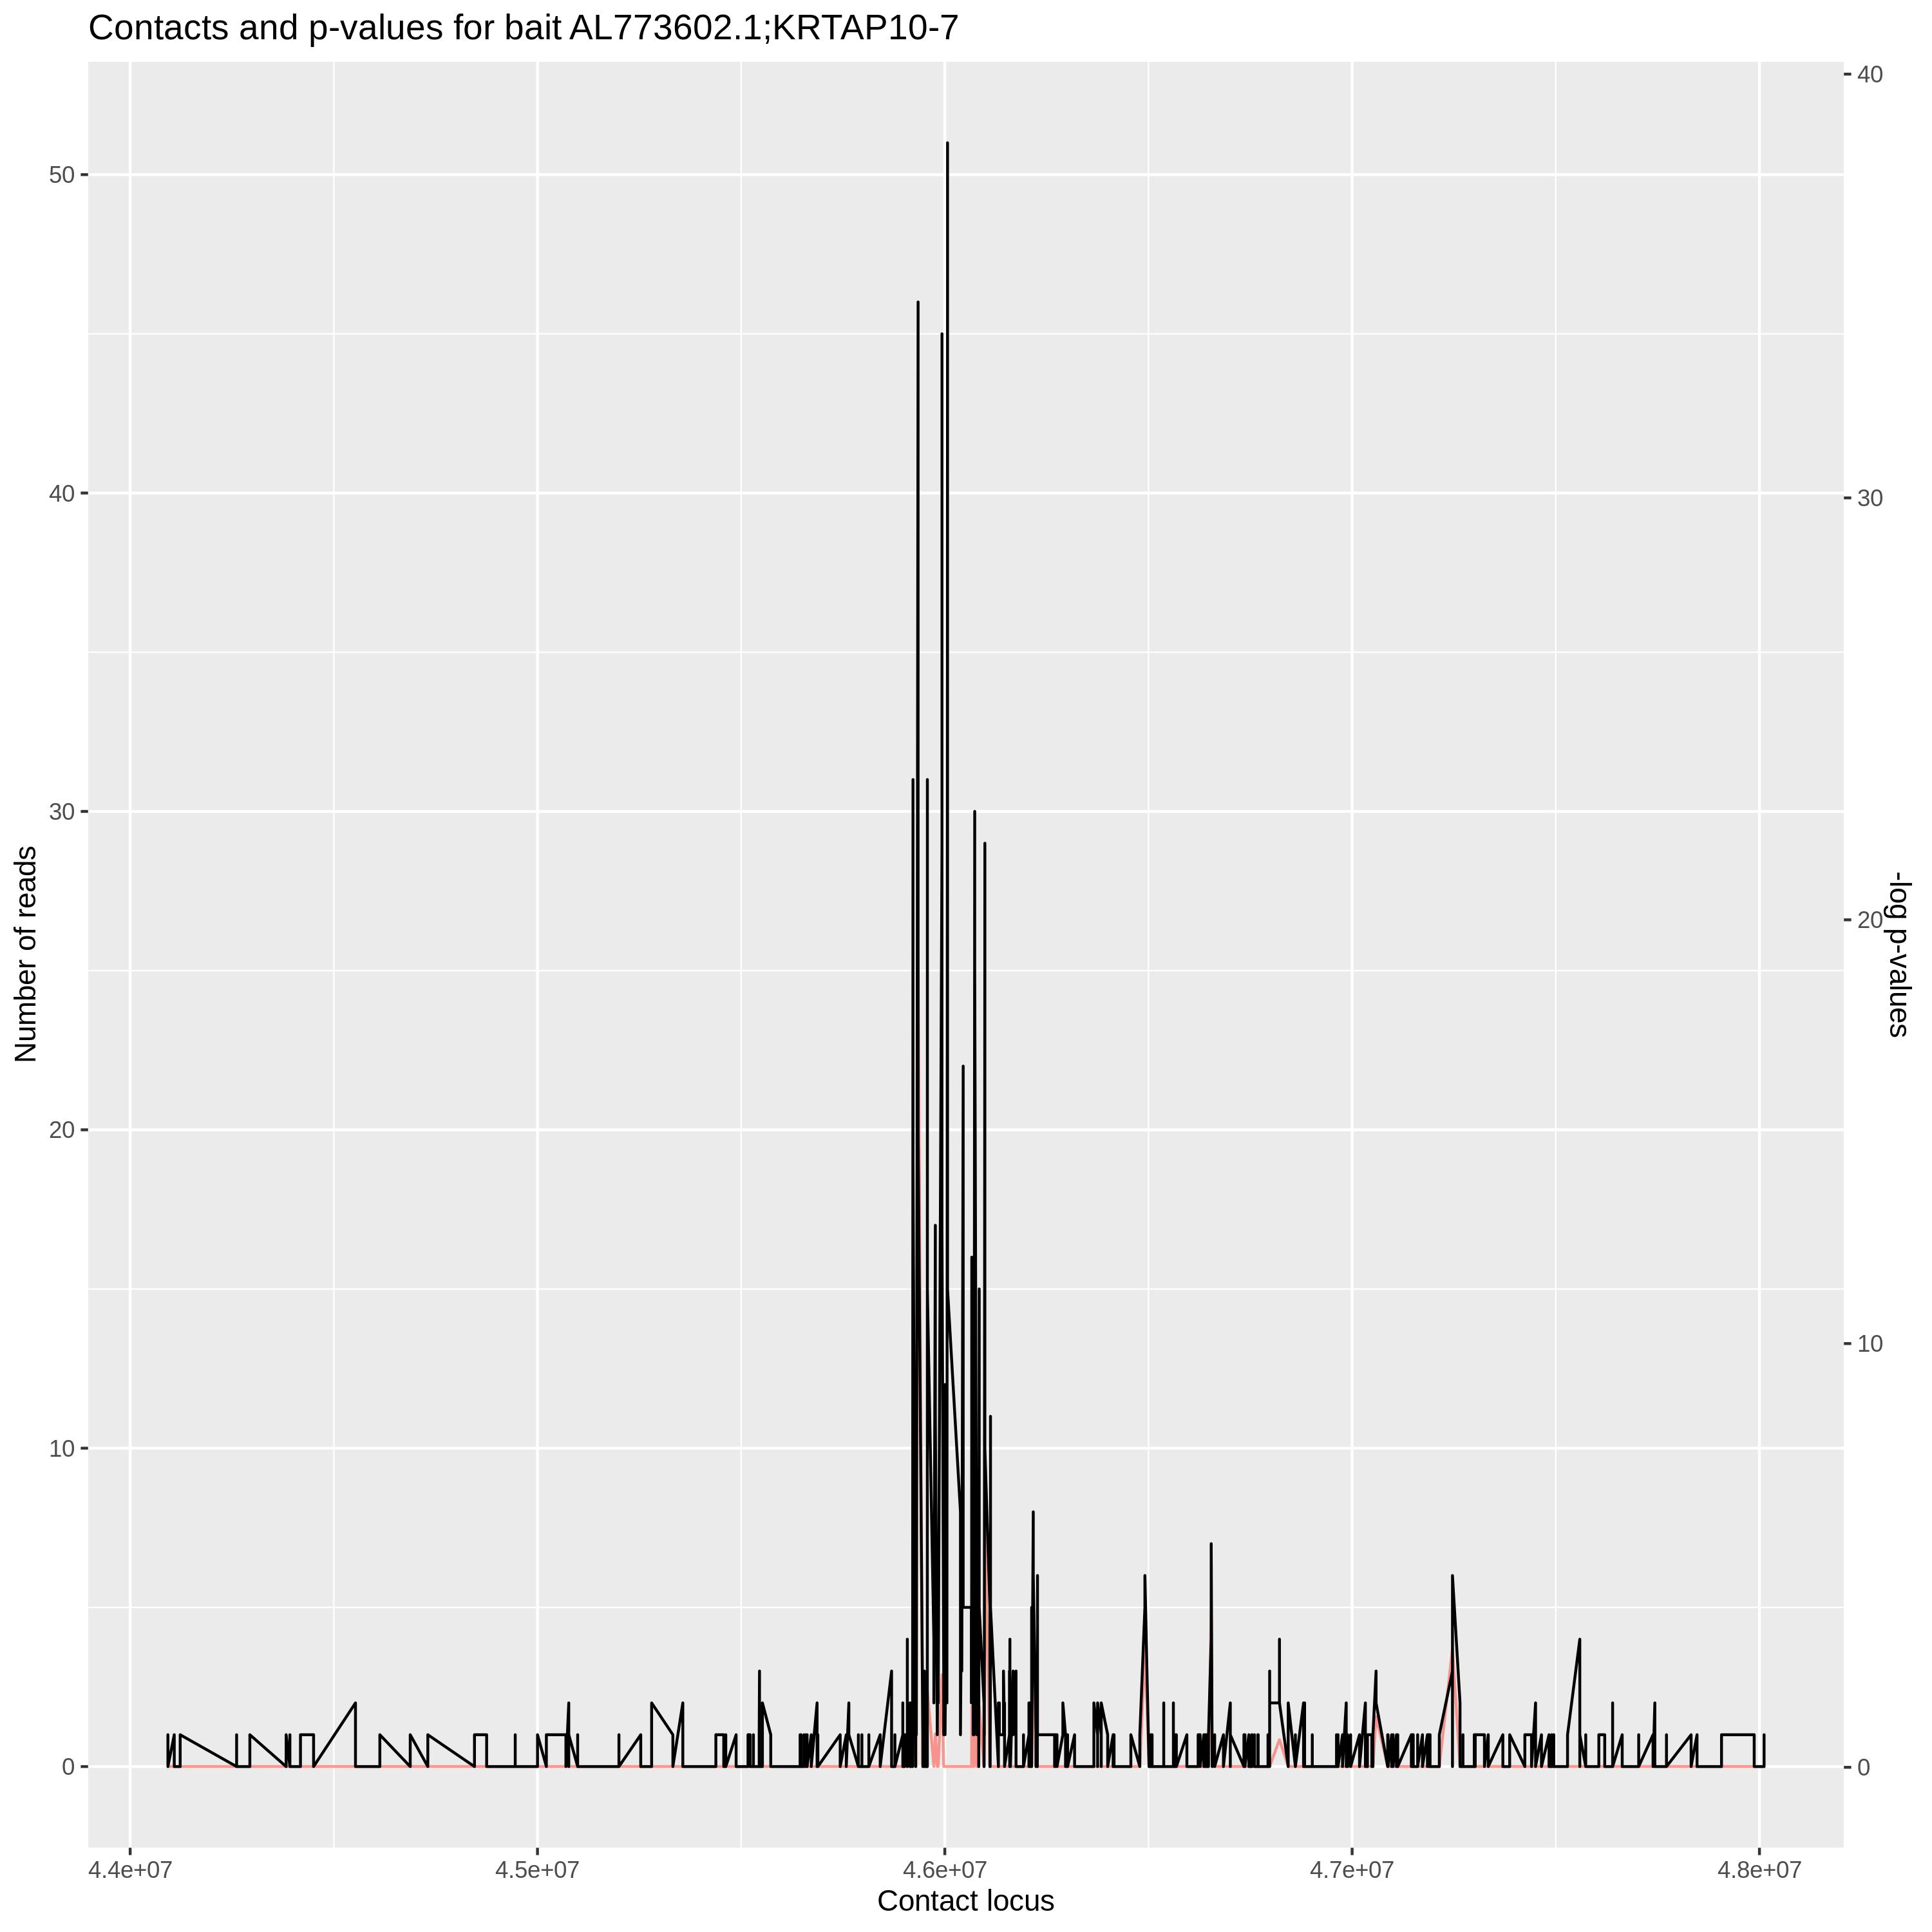 Contacts and p-values for bait AL773602.1;KRTAP10-7
50
40
30
20
10
0
Number of reads
40
30
20
10
0
-log p-values
4.4e+07
4.5e+07
4.6e+07
4.7e+07
4.8e+07
Contact locus